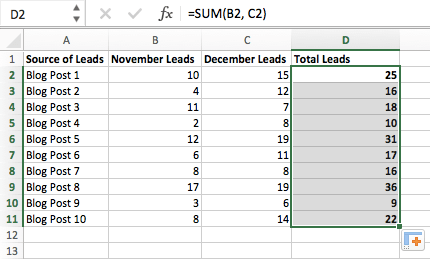 D2 fx =SUM(B2, C2)
A B C D
1 Source of Leads November Leads December Leads Total Leads
2 Blog Post 1 10 15 25
3 Blog Post 2 4 12 16
4 Blog Post 3 11 7 18
5 Blog Post 4 2 8 10
6 Blog Post 5 12 19 31
7 Blog Post 6 6 11 17
8 Blog Post 7 8 8 16
9 Blog Post 8 17 19 36
10 Blog Post 9 3 6 9
11 Blog Post 10 8 14 22
12
13